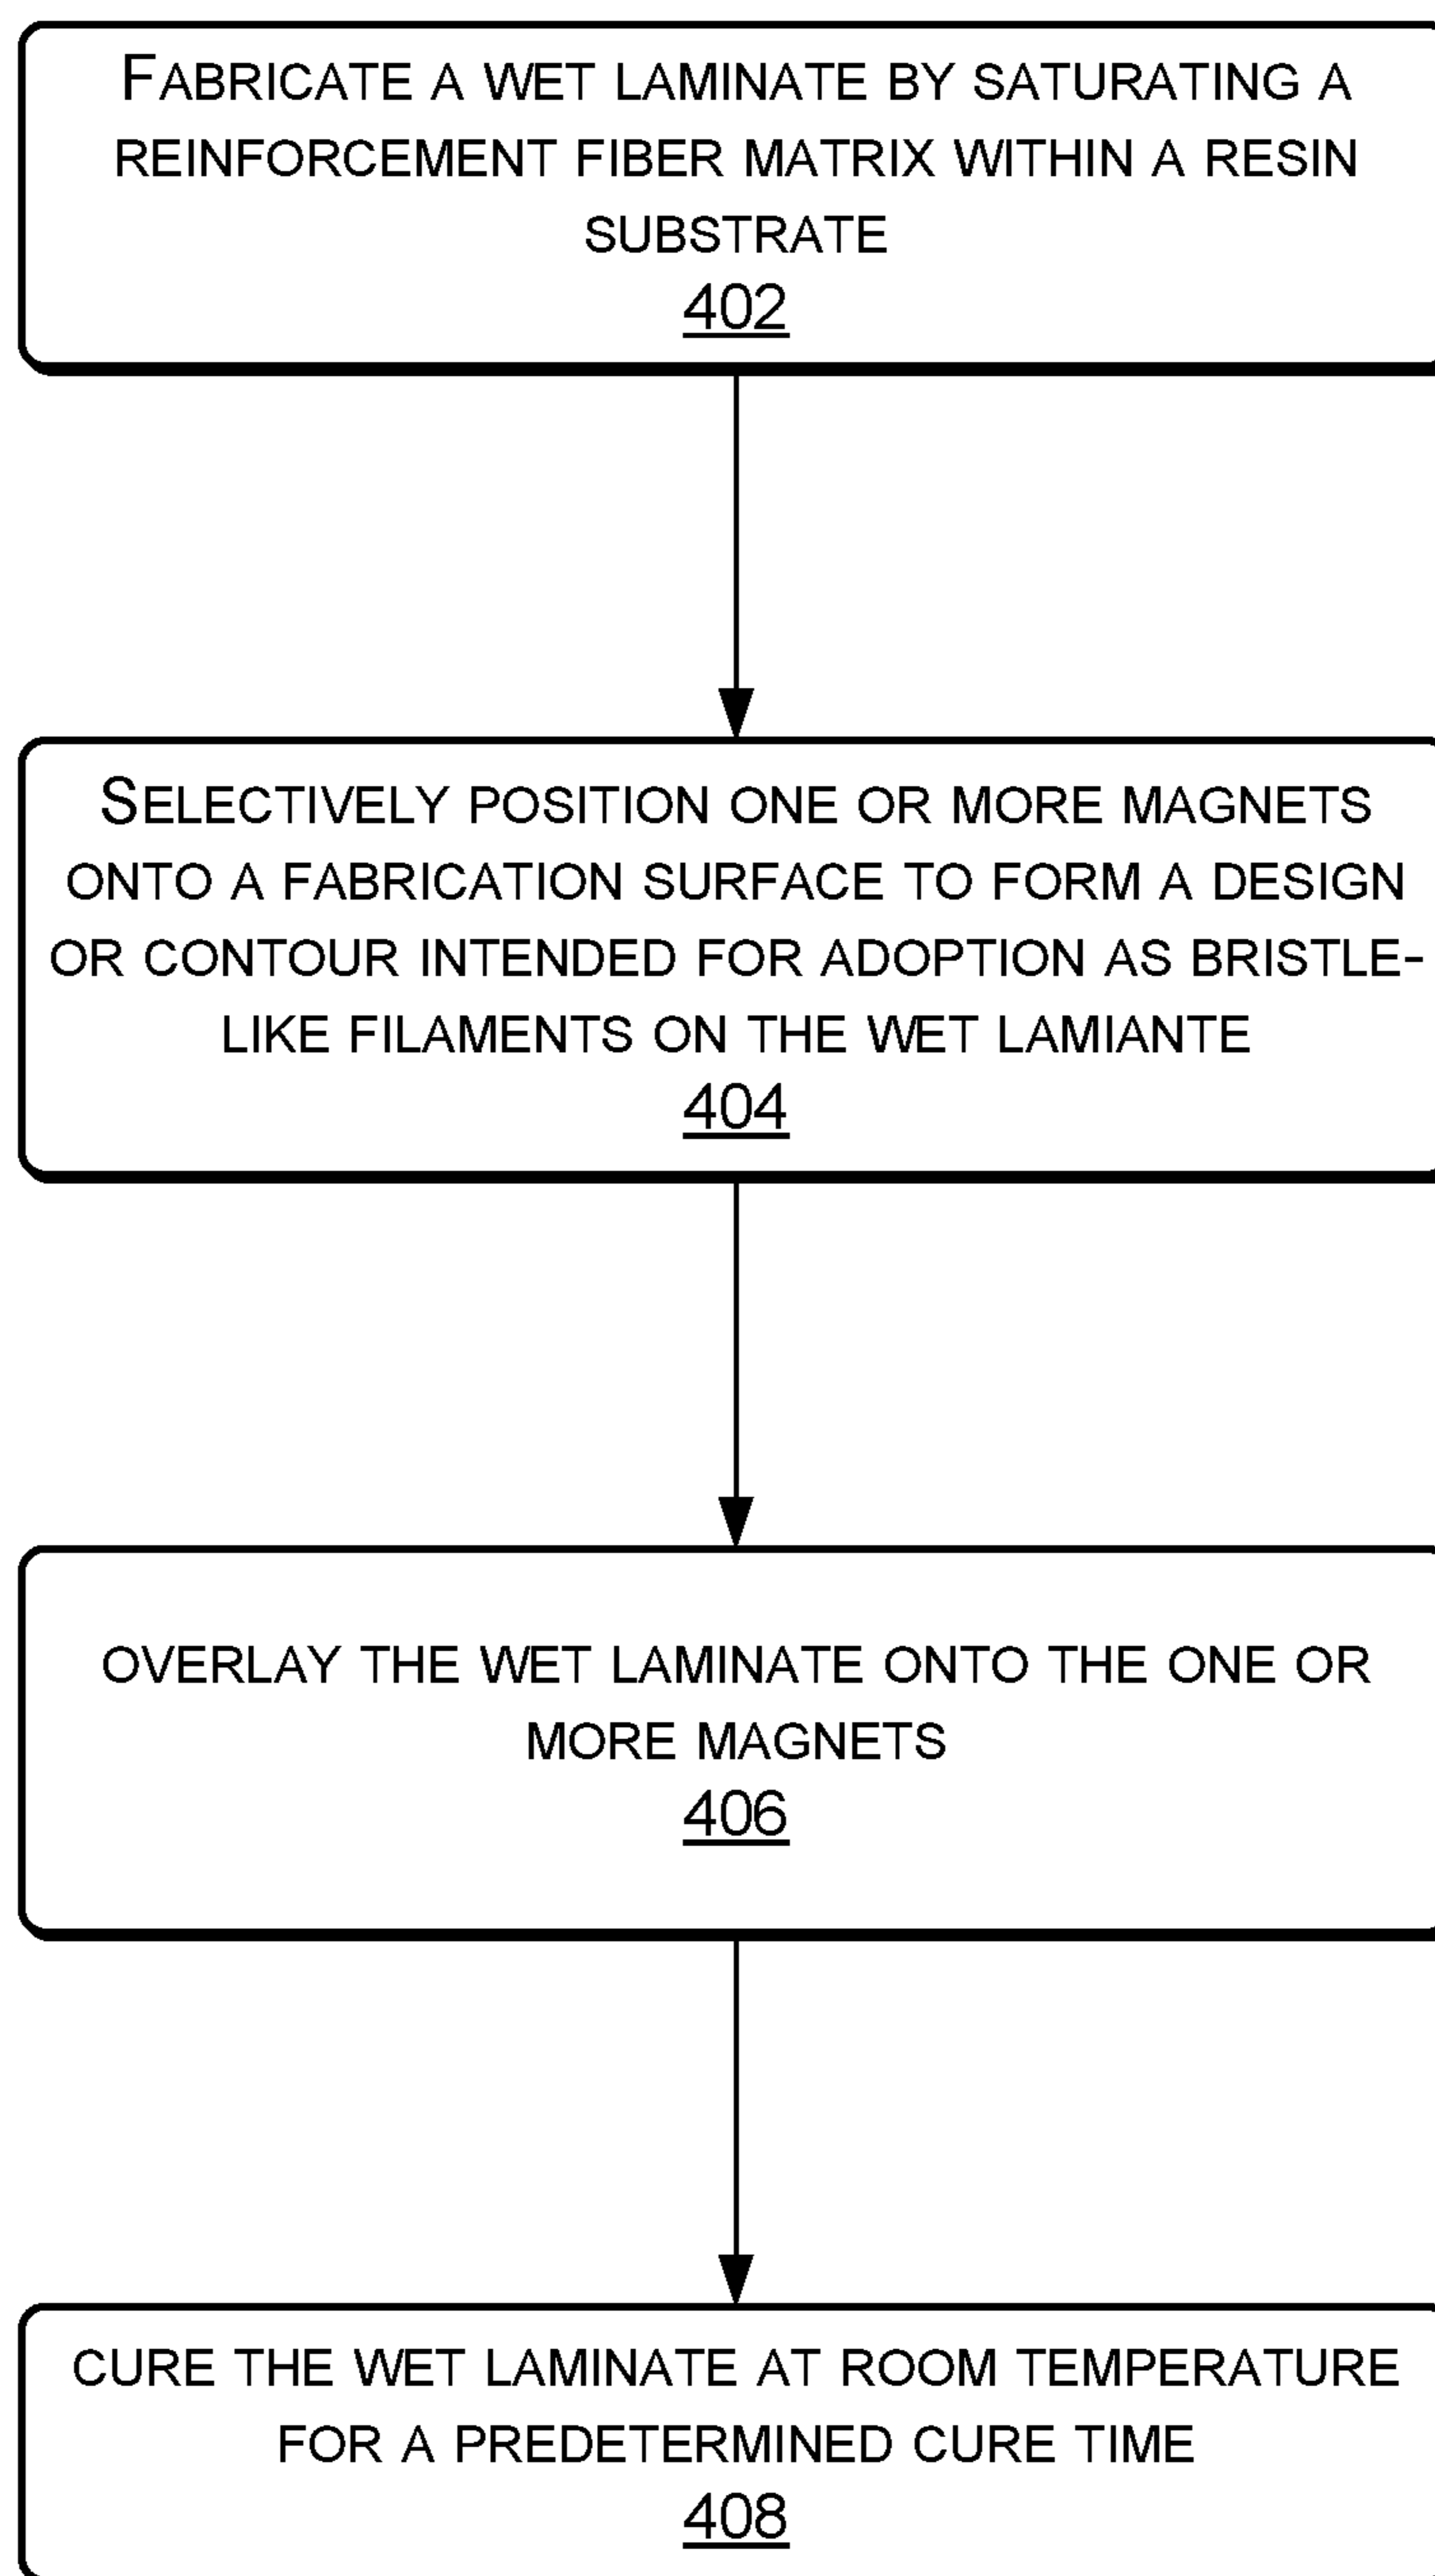 FABRICATE A WET LAMINATE BY SATURATING A
REINFORCEMENT FIBER MATRIX WITHIN A RESIN
SUBSTRATE
402
SELECTIVELY POSITION ONE OR MORE MAGNETS
ONTO A FABRICATION SURFACE TO FORM A DESIGN
OR CONTOUR INTENDED FOR ADOPTION AS BRISTLE-
LIKE FILAMENTS ON THE WET LAMIANTE
404
OVERLAY THE WET LAMINATE ONTO THE ONE OR
MORE MAGNETS
406
CURE THE WET LAMINATE AT ROOM TEMPERATURE
FOR A PREDETERMINED CURE TIME
408